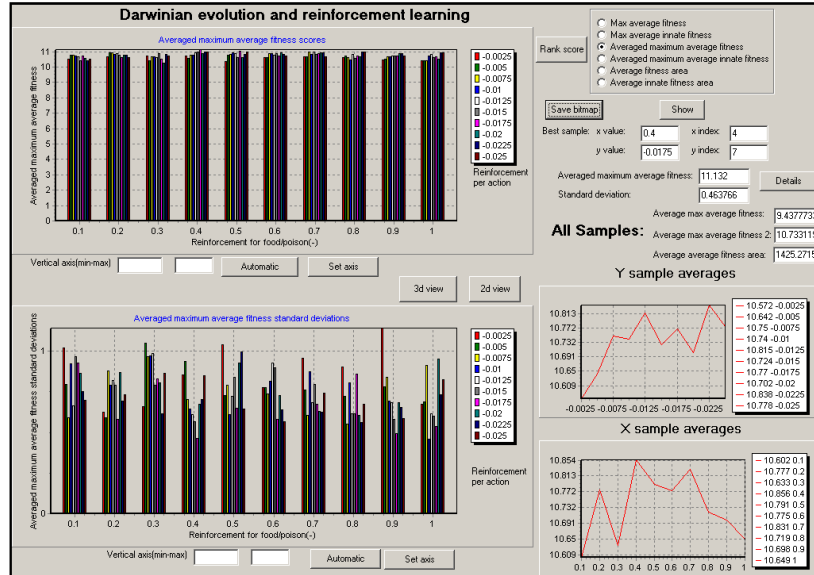 Darwinian evolution and reinforcement learning
Averaged maximum average fitness scores
Averaged maximum average fitness
11
10
9
8
7
6
5
4
3
2
1
0
0.1 0.2 0.3 0.4 0.5 0.6 0.7 0.8 0.9 1
Reinforcement for food/poison(-)
-0.0025
-0.005
-0.0075
-0.01
-0.0125
-0.015
-0.0175
-0.02
-0.0225
-0.025
Reinforcement
per action
Vertical axis(min-max) Automatic Set axis
3d view 2d view
Averaged maximum average fitness standard deviations
Averaged maximum average fitness standard deviations
1
0
0.1 0.2 0.3 0.4 0.5 0.6 0.7 0.8 0.9 1
Reinforcement for food/poison(-)
-0.0025
-0.005
-0.0075
-0.01
-0.0125
-0.015
-0.0175
-0.02
-0.0225
-0.025
Reinforcement
per action
Vertical axis(min-max) Automatic Set axis
Rank score
Max average fitness
Max average innate fitness
Averaged maximum average fitness
Averaged maximum average innate fitness
Average fitness area
Average innate fitness area
Save bitmap Show
Best sample: x value: 0.4 x index: 4
y value: -0.0175 y index: 7
Averaged maximum average fitness: 11.132
Standard deviation: 0.463766
Details
All Samples:
Average max average fitness: 9.4377733
Average max average fitness 2: 10.733119
Average average fitness area: 1425.2715
Y sample averages
10.813
10.772
10.732
10.691
10.65
10.609
-0.0025 -0.0075 -0.0125 -0.0175 -0.0225
10.572 -0.0025
10.642 -0.005
10.75 -0.0075
10.74 -0.01
10.815 -0.0125
10.724 -0.015
10.77 -0.0175
10.702 -0.02
10.838 -0.0225
10.778 -0.025
X sample averages
10.854
10.813
10.772
10.732
10.691
10.65
10.609
0.1 0.2 0.3 0.4 0.5 0.6 0.7 0.8 0.9 1
10.602 0.1
10.777 0.2
10.633 0.3
10.856 0.4
10.791 0.5
10.775 0.6
10.831 0.7
10.719 0.8
10.698 0.9
10.649 1